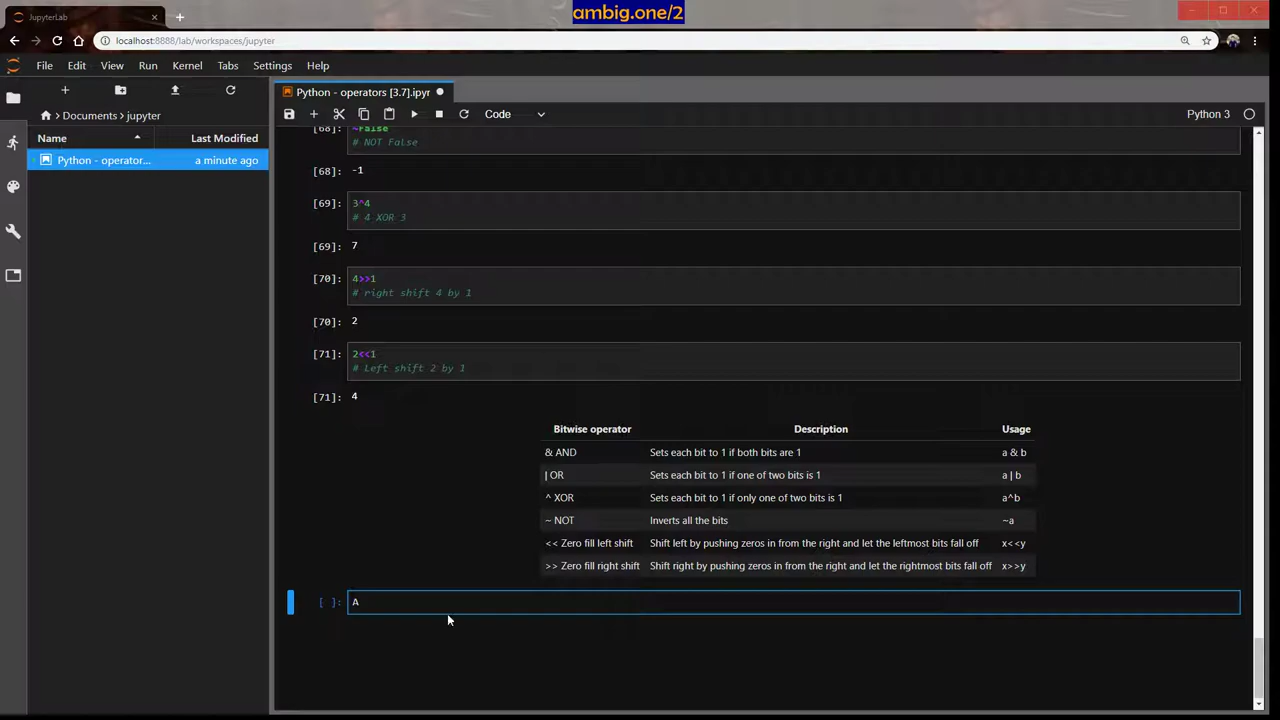 ambig.one/2
JupyterLab
localhost:8888/lab/workspaces/jupyter
File Edit View Run Kernel Tabs Settings Help
Python - operators [3.7].ipyr
Code
Python 3
Documents jupyter
Name Last Modified
Python - operator... a minute ago
[68]: ~False
# NOT False
[68]: -1
[69]: 3^4
# 4 XOR 3
[69]: 7
[70]: 4>>1
# right shift 4 by 1
[70]: 2
[71]: 2<<1
# Left shift 2 by 1
[71]: 4
Bitwise operator Description Usage
& AND Sets each bit to 1 if both bits are 1 a & b
| OR Sets each bit to 1 if one of two bits is 1 a | b
^ XOR Sets each bit to 1 if only one of two bits is 1 a^b
~ NOT Inverts all the bits ~a
<< Zero fill left shift Shift left by pushing zeros in from the right and let the leftmost bits fall off x<<y
>> Zero fill right shift Shift right by pushing zeros in from the right and let the rightmost bits fall off x>>y
[ ]: A